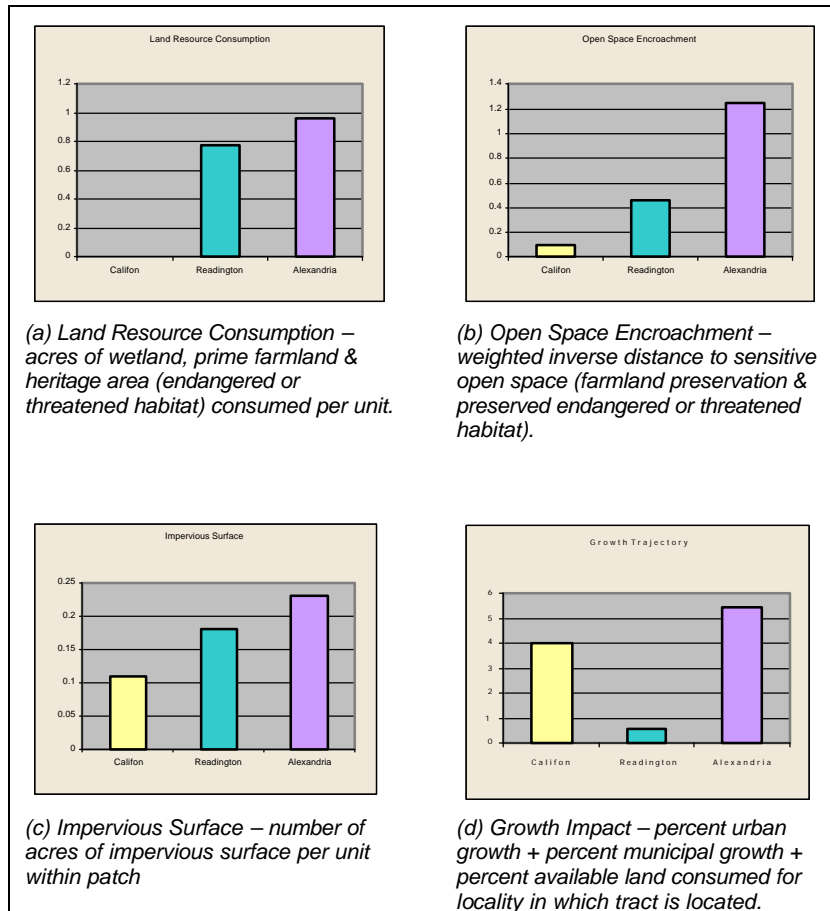 Land Resource Consumption
1.2
1
0.8
0.6
0.4
0.2
0
Califon Readington Alexandria
(a) Land Resource Consumption –
acres of wetland, prime farmland &
heritage area (endangered or
threatened habitat) consumed per unit.
Open Space Encroachment
1.4
1.2
1
0.8
0.6
0.4
0.2
0
Califon Readington Alexandria
(b) Open Space Encroachment –
weighted inverse distance to sensitive
open space (farmland preservation &
preserved endangered or threatened
habitat).
Impervious Surface
0.25
0.2
0.15
0.1
0.05
0
Califon Readington Alexandria
(c) Impervious Surface – number of
acres of impervious surface per unit
within patch
Growth Trajectory
6
5
4
3
2
1
0
Califon Readington Alexandria
(d) Growth Impact – percent urban
growth + percent municipal growth +
percent available land consumed for
locality in which tract is located.